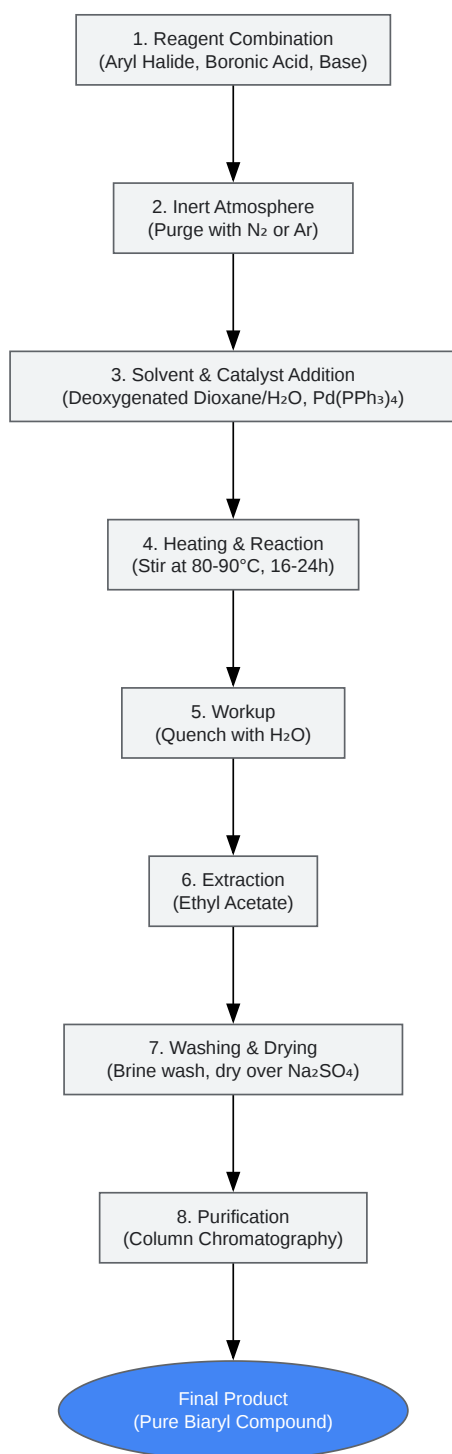 1. Reagent Combination
(Aryl Halide, Boronic Acid, Base)
2. Inert Atmosphere
(Purge with N₂ or Ar)
3. Solvent & Catalyst Addition
(Deoxygenated Dioxane/H₂O, Pd(PPh₃)₄)
4. Heating & Reaction
(Stir at 80-90°C, 16-24h)
5. Workup
(Quench with H₂O)
6. Extraction
(Ethyl Acetate)
7. Washing & Drying
(Brine wash, dry over Na₂SO₄)
8. Purification
(Column Chromatography)
Final Product
(Pure Biaryl Compound)